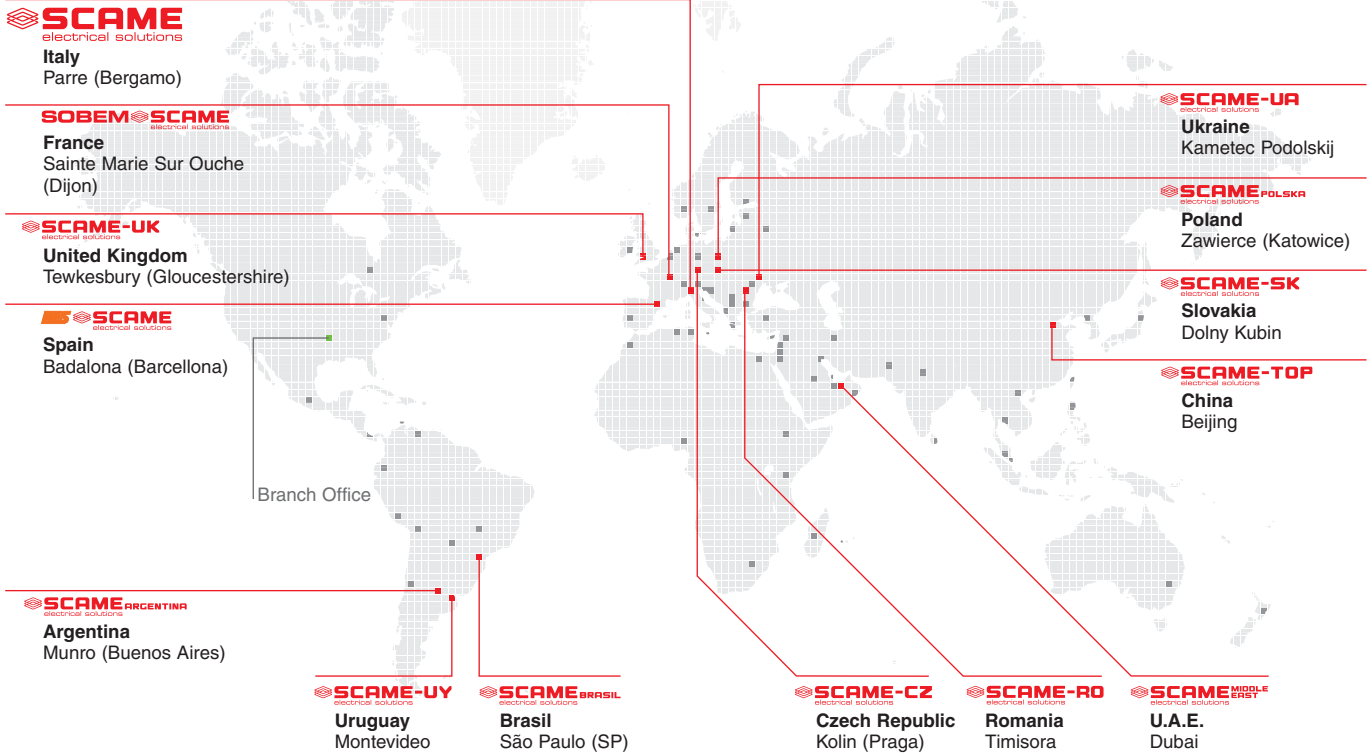 SCAME
electrical solutions
Italy
Parre (Bergamo)
SOBEM SCAME
electrical solutions
France
Sainte Marie Sur Ouche
(Dijon)
SCAME-UK
electrical solutions
United Kingdom
Tewkesbury (Gloucestershire)
SCAME
electrical solutions
Spain
Badalona (Barcellona)
Branch Office
SCAME ARGENTINA
electrical solutions
Argentina
Munro (Buenos Aires)
SCAME-UY
electrical solutions
Uruguay
Montevideo
SCAME BRASIL
electrical solutions
Brasil
São Paulo (SP)
SCAME-CZ
electrical solutions
Czech Republic
Kolin (Praga)
SCAME-RO
electrical solutions
Romania
Timisora
SCAME MIDDLE EAST
electrical solutions
U.A.E.
Dubai
SCAME-UA
electrical solutions
Ukraine
Kametec Podolskij
SCAME POLSKA
electrical solutions
Poland
Zawierce (Katowice)
SCAME-SK
electrical solutions
Slovakia
Dolny Kubin
SCAME-TOP
electrical solutions
China
Beijing